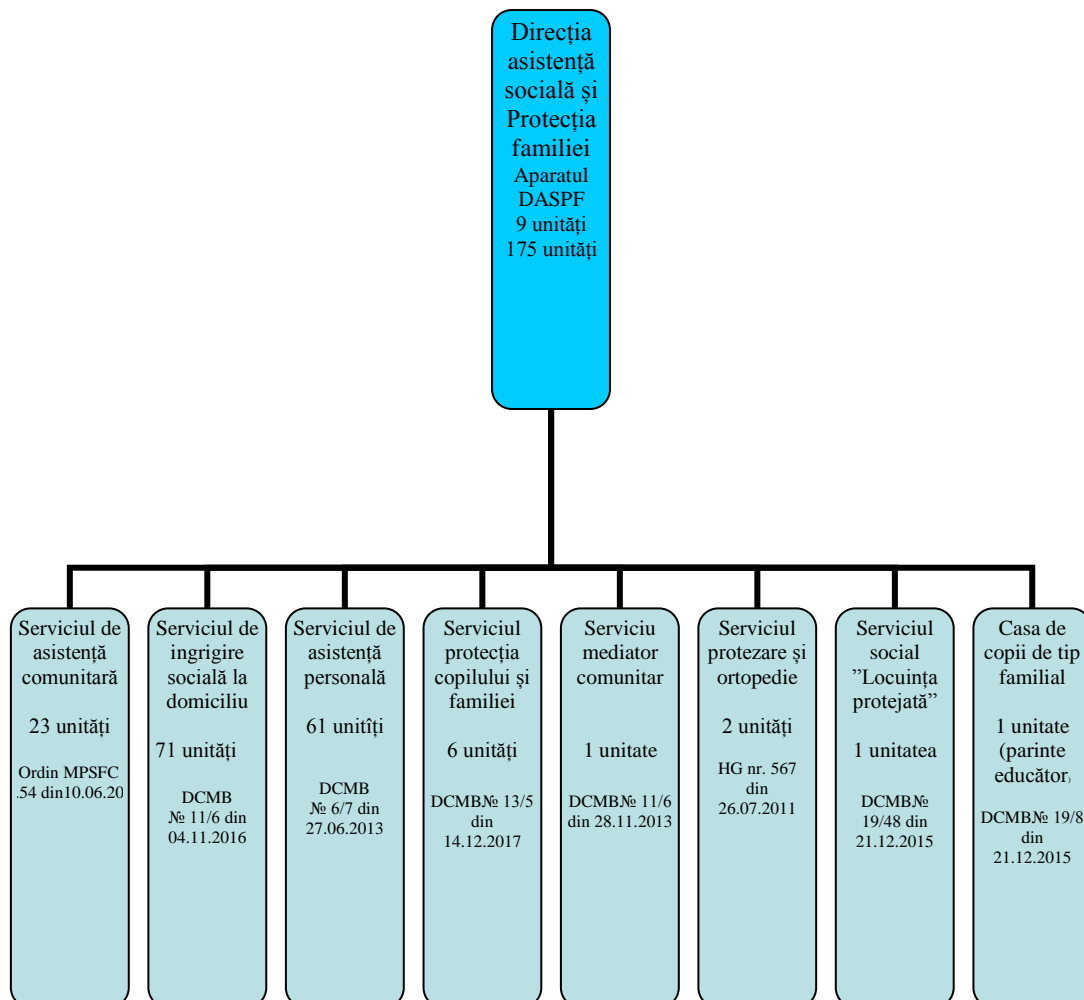 Direcția
asistență
socială și
Protecția
familiei
Aparatul
DASPF
9 unități
175 unități
Serviciul de
asistență
comunitară
23 unități
Ordin MPSFC
.54 din10.06.20
Serviciul de
ingrigire
socială la
domiciliu
71 unități
DCMB
№ 11/6 din
04.11.2016
Serviciul de
asistență
personală
61 unitîți
DCMB
№ 6/7 din
27.06.2013
Serviciul
protecția
copilului și
familiei
6 unități
DCMB№ 13/5
din
14.12.2017
Serviciu
mediator
comunitar
1 unitate
DCMB№ 11/6
din 28.11.2013
Serviciul
protezare și
ortopedie
2 unități
HG nr. 567
din
26.07.2011
Serviciul
social
”Locuința
protejată”
1 unitatea
DCMB№
19/48 din
21.12.2015
Casa de
copii de tip
familial
1 unitate
(parinte
educător)
DCMB№ 19/8
din
21.12.2015